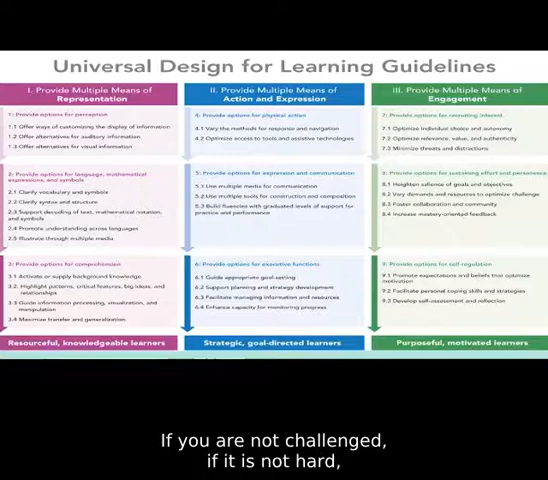 Universal Design for Learning Guidelines
I. Provide Multiple Means of
Representation
1: Provide options for perception
1.1 Offer ways of customizing the display of information
1.2 Offer alternatives for auditory information
1.3 Offer alternatives for visual information
2: Provide options for language, mathematical
expressions, and symbols
2.1 Clarify vocabulary and symbols
2.2 Clarify syntax and structure
2.3 Support decoding of text, mathematical notation,
and symbols
2.4 Promote understanding across languages
2.5 Illustrate through multiple media
3: Provide options for comprehension
3.1 Activate or supply background knowledge
3.2. Highlight patterns, critical features, big ideas, and
relationships
3.3 Guide information processing, visualization, and
manipulation
3.4 Maximize transfer and generalization
Resourceful, knowledgeable learners
II. Provide Multiple Means of
Action and Expression
4: Provide options for physical action
4.1 Vary the methods for response and navigation
4.2 Optimize access to tools and assistive technologies
5: Provide options for expression and communication
5.1 Use multiple media for communication
5.2 Use multiple tools for construction and composition
5.3 Build fluencies with graduated levels of support for
practice and performance
6: Provide options for executive functions
6.1 Guide appropriate goal-setting
6.2 Support planning and strategy development
6.3 Facilitate managing information and resources
6.4 Enhance capacity for monitoring progress
Strategic, goal-directed learners
III. Provide Multiple Means of
Engagement
7: Provide options for recruiting interest
7.1 Optimize individual choice and autonomy
7.2 Optimize relevance, value, and authenticity
7.3 Minimize threats and distractions
8: Provide options for sustaining effort and persistence
8.1 Heighten salience of goals and objectives
8.2 Vary demands and resources to optimize challenge
8.3 Foster collaboration and community
8.4 Increase mastery-oriented feedback
9: Provide options for self-regulation
9.1 Promote expectations and beliefs that optimize
motivation
9.2 Facilitate personal coping skills and strategies
9.3 Develop self-assessment and reflection
Purposeful, motivated learners
If you are not challenged,
if it is not hard,